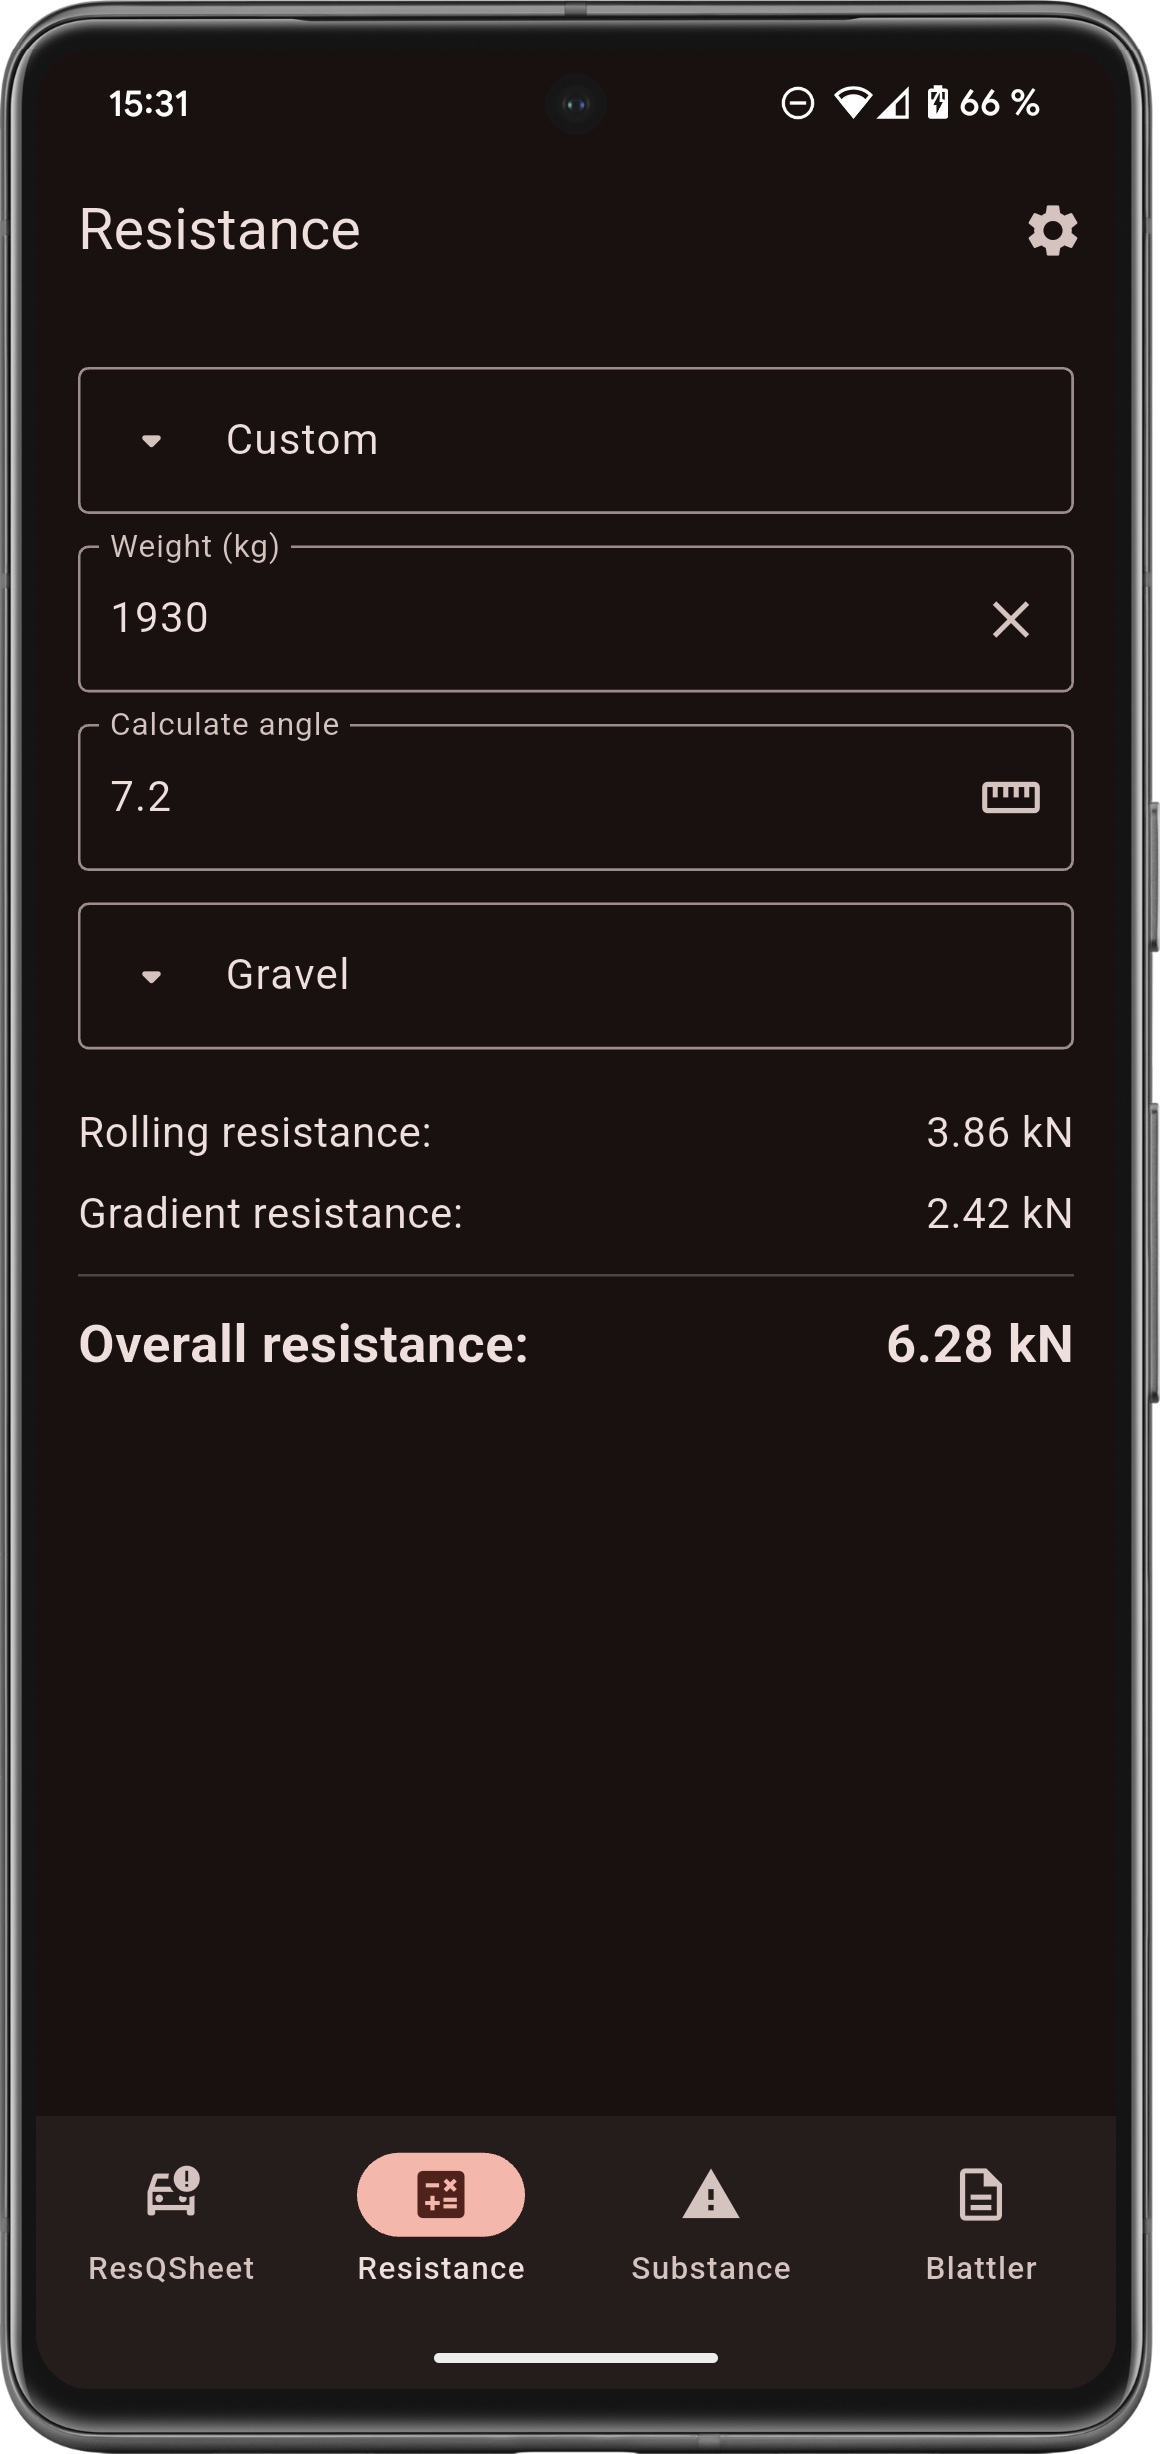 15:31 66 %
Resistance
Custom
Weight (kg)
1930
Calculate angle
7.2
Gravel
Rolling resistance: 3.86 kN
Gradient resistance: 2.42 kN
Overall resistance: 6.28 kN
ResQSheet Resistance Substance Blattler